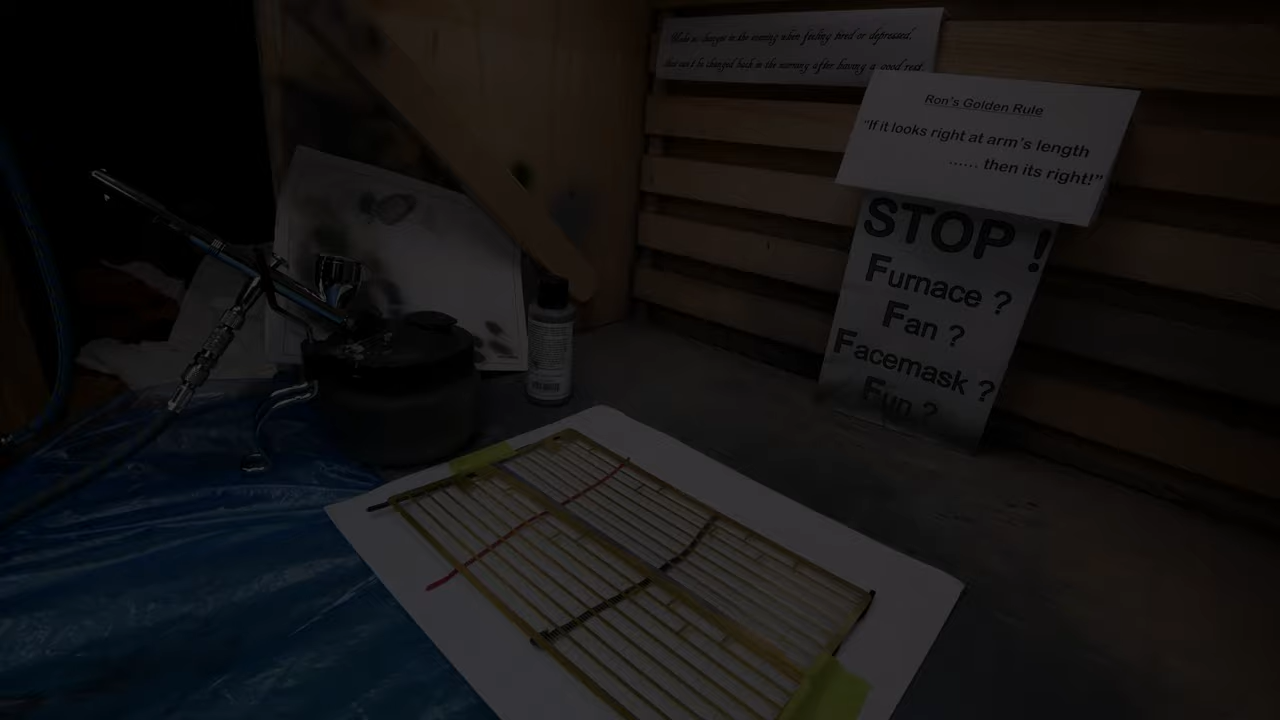 Make no changes in the evening when feeling tired or depressed,
that can't be changed back in the morning after having a good rest
Ron's Golden Rule
"If it looks right at arm's length
...... then its right!"
STOP !
Furnace ?
Fan ?
Facemask ?
Fun ?